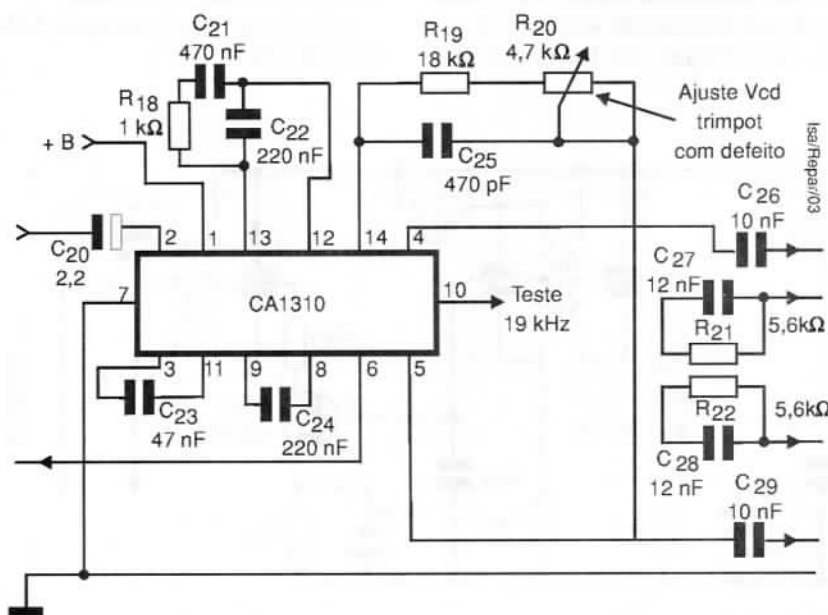 C21
470 nF
R18
1 kΩ
C22
220 nF
+ B
R19
18 kΩ
R20
4,7 kΩ
Ajuste Vcd
trimpot
com defeito
C25
470 pF
Isa/Repar/03
C26
10 nF
C20
2,2
2
1
13
12
14
4
7
CA1310
10
Teste
19 kHz
C27
12 nF
R21
5,6kΩ
3
11
9
8
6
5
C23
47 nF
C24
220 nF
R22
5,6kΩ
C28
12 nF
C29
10 nF